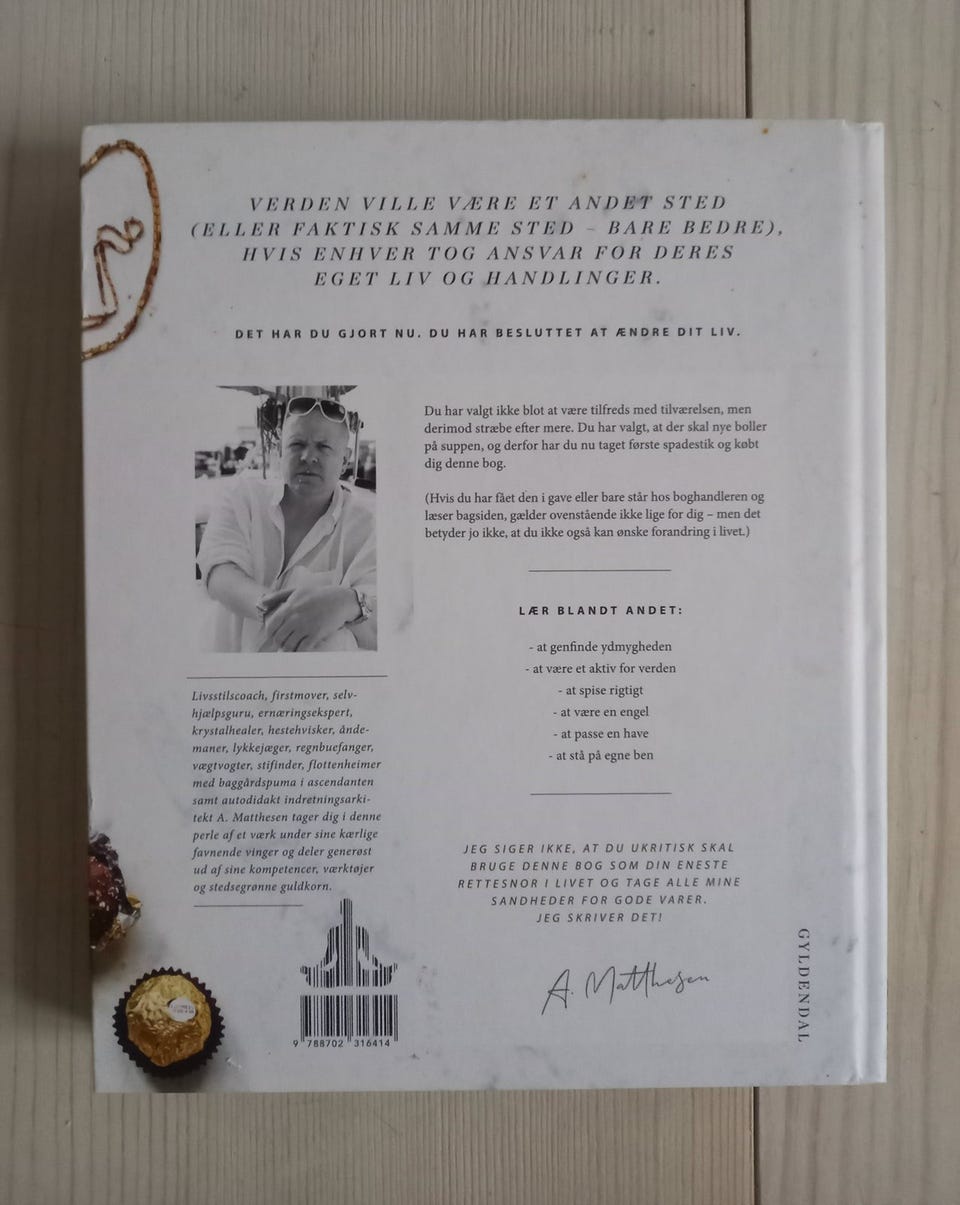 VERDEN VILLE VÆRE ET ANDET STED
(ELLER FAKTISK SAMME STED – BARE BEDRE),
HVIS ENHVER TOG ANSVAR FOR DERES
EGET LIV OG HANDLINGER.
DET HAR DU GJORT NU. DU HAR BESLUTTET AT ÆNDRE DIT LIV.
Du har valgt ikke blot at være tilfreds med tilværelsen, men
derimod stræbe efter mere. Du har valgt, at der skal nye boller
på suppen, og derfor har du nu taget første spadestik og købt
dig denne bog.
(Hvis du har fået den i gave eller bare står hos boghandleren og
læser bagsiden, gælder ovenstående ikke lige for dig – men det
betyder jo ikke, at du ikke også kan ønske forandring i livet.)
LÆR BLANDT ANDET:
- at genfinde ydmygheden
- at være et aktiv for verden
- at spise rigtigt
- at være en engel
- at passe en have
- at stå på egne ben
Livsstilscoach, firstmover, selv-
hjælpsguru, ernæringsekspert,
krystalhealer, hestehvisker, ånde-
maner, lykkejæger, regnbuefanger,
vægtvogter, stifinder, flottenheimer
med baggårdspuma i ascendanten
samt autodidakt indretningsarki-
tekt A. Matthesen tager dig i denne
perle af et værk under sine kærlige
favnende vinger og deler generøst
ud af sine kompetencer, værktøjer
og stedsegrønne guldkorn.
JEG SIGER IKKE, AT DU UKRITISK SKAL
BRUGE DENNE BOG SOM DIN ENESTE
RETTESNOR I LIVET OG TAGE ALLE MINE
SANDHEDER FOR GODE VARER.
JEG SKRIVER DET!
A. Matthesen
9 788702 316414
GYLDENDAL